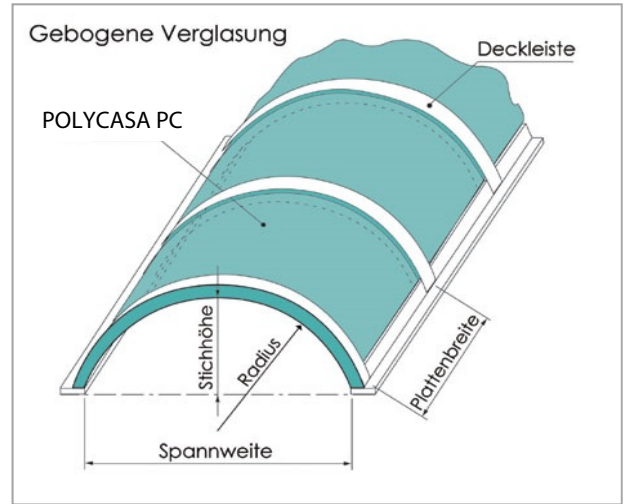 Gebogene Verglasung
Deckleiste
POLYCASA PC
Stichhöhe
Radius
Plattenbreite
Spannweite